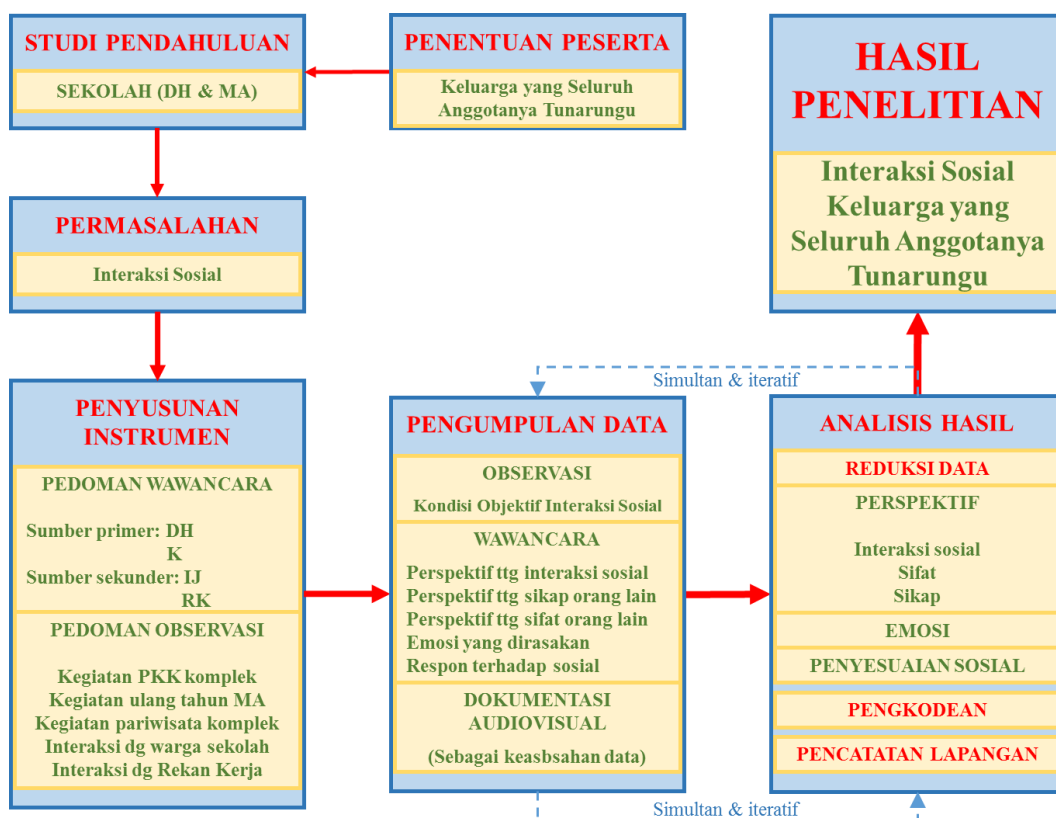 STUDI PENDAHULUAN
SEKOLAH (DH & MA)
PENENTUAN PESERTA
Keluarga yang Seluruh
Anggotanya Tunarungu
HASIL
PENELITIAN
Interaksi Sosial
Keluarga yang
Seluruh Anggotanya
Tunarungu
PERMASALAHAN
Interaksi Sosial
PENYUSUNAN
INSTRUMEN
PEDOMAN WAWANCARA
Sumber primer: DH
K
Sumber sekunder: IJ
RK
PEDOMAN OBSERVASI
Kegiatan PKK komplek
Kegiatan ulang tahun MA
Kegiatan pariwisata komplek
Interaksi dg warga sekolah
Interaksi dg Rekan Kerja
Simultan & iteratif
PENGUMPULAN DATA
OBSERVASI
Kondisi Objektif Interaksi Sosial
WAWANCARA
Perspektif ttg interaksi sosial
Perspektif ttg sikap orang lain
Perspektif ttg sifat orang lain
Emosi yang dirasakan
Respon terhadap sosial
DOKUMENTASI
AUDIOVISUAL
(Sebagai keasbsahan data)
ANALISIS HASIL
REDUKSI DATA
PERSPEKTIF
Interaksi sosial
Sifat
Sikap
EMOSI
PENYESUAIAN SOSIAL
PENGKODEAN
PENCATATAN LAPANGAN
Simultan & iteratif